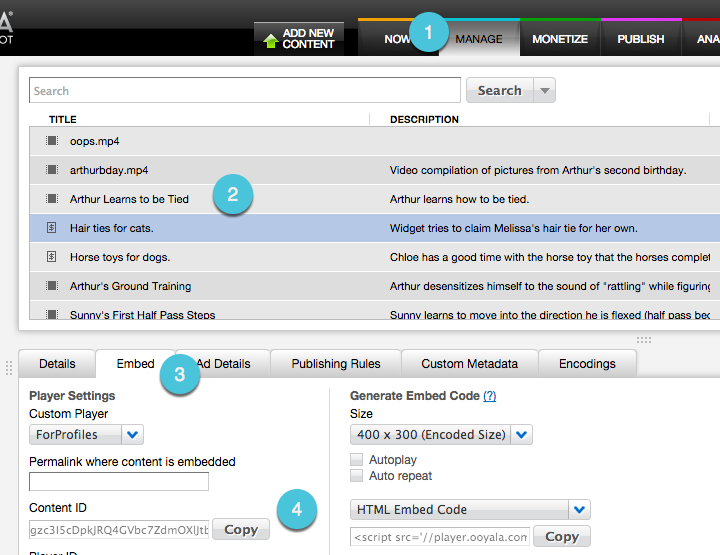 ADD NEW
CONTENT
NOW
1
MANAGE
MONETIZE
PUBLISH
ANA
OT
Search
Search
TITLE
DESCRIPTION
oops.mp4
arthurbday.mp4
Video compilation of pictures from Arthur's second birthday.
Arthur Learns to be Tied
2
Arthur learns how to be tied.
Hair ties for cats.
Widget tries to claim Melissa's hair tie for her own.
Horse toys for dogs.
Chloe has a good time with the horse toy that the horses complet
Arthur's Ground Training
Arthur desensitizes himself to the sound of "rattling" while figuring
Sunny's First Half Pass Steps
Sunny learns to move into the direction he is flexed (half pass bec
Details
Embed
3
Ad Details
Publishing Rules
Custom Metadata
Encodings
Player Settings
Custom Player
ForProfiles
Permalink where content is embedded
Content ID
gzc3I5cDpkJRQ4GVbc7ZdmOXlJtb
Copy
4
Player ID
Generate Embed Code (?)
Size
400 x 300 (Encoded Size)
Autoplay
Auto repeat
HTML Embed Code
<script src='//player.ooyala.com
Copy